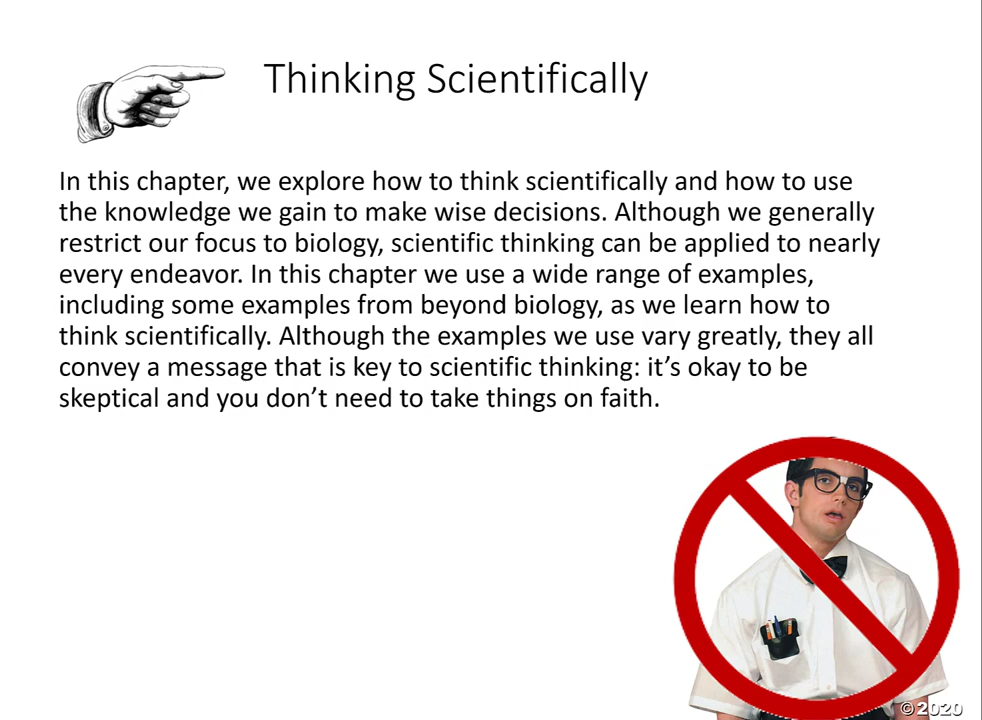 Thinking Scientifically
In this chapter, we explore how to think scientifically and how to use
the knowledge we gain to make wise decisions. Although we generally
restrict our focus to biology, scientific thinking can be applied to nearly
every endeavor. In this chapter we use a wide range of examples,
including some examples from beyond biology, as we learn how to
think scientifically. Although the examples we use vary greatly, they all
convey a message that is key to scientific thinking: it’s okay to be
skeptical and you don’t need to take things on faith.
©2020